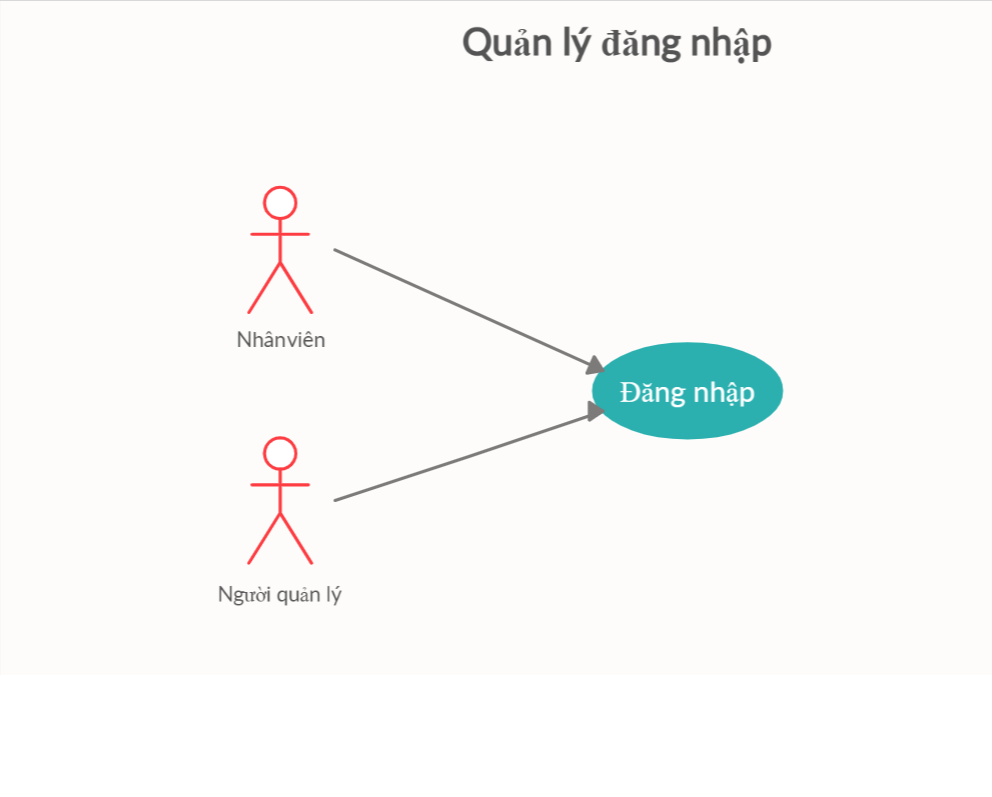 Quản lý đăng nhập
Nhânviên
Đăng nhập
Người quản lý